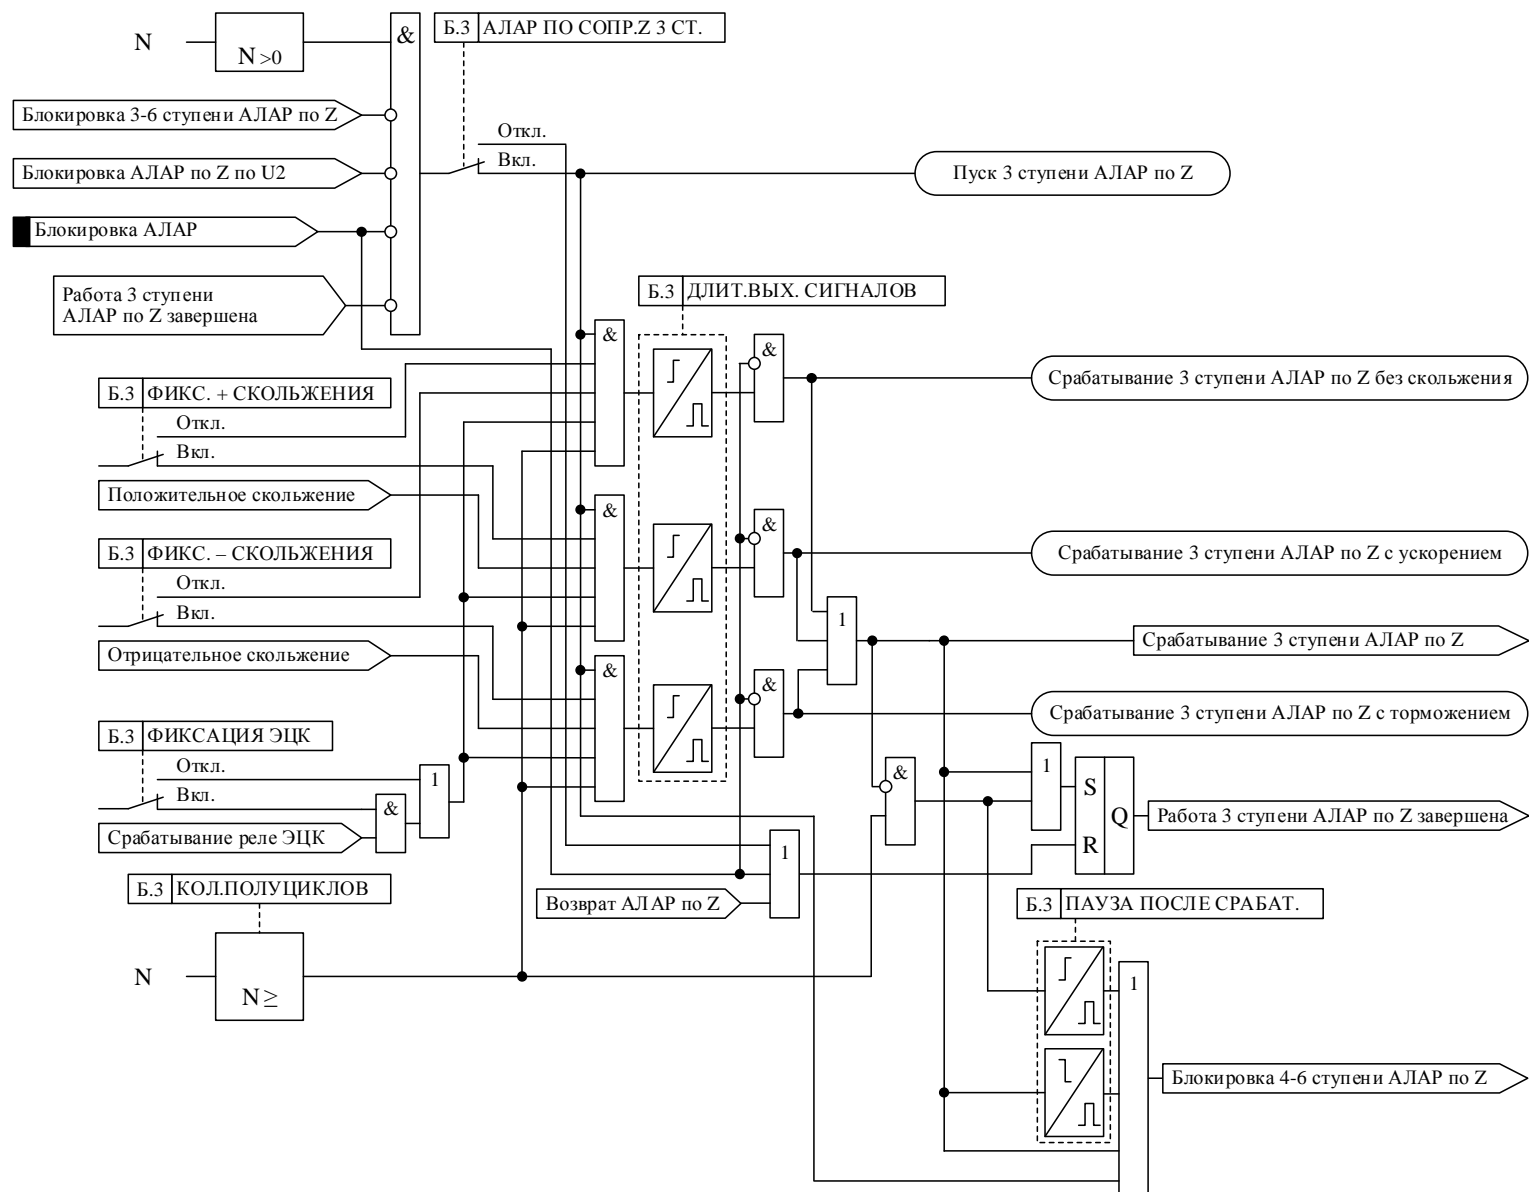 N
N >0
&
Б.3 АЛАР ПО СОПР.Z 3 СТ.
Блокировка 3-6 ступени АЛАР по Z
Откл.
Вкл.
Блокировка АЛАР по Z по U2
Пуск 3 ступени АЛАР по Z
Блокировка АЛАР
Работа 3 ступени
АЛАР по Z завершена
Б.3 ДЛИТ.ВЫХ. СИГНАЛОВ
&
&
Б.3 ФИКС. + СКОЛЬЖЕНИЯ
Срабатывание 3 ступени АЛАР по Z без скольжения
Откл.
Вкл.
Положительное скольжение
&
&
Б.3 ФИКС. – СКОЛЬЖЕНИЯ
Срабатывание 3 ступени АЛАР по Z с ускорением
Откл.
Вкл.
1
Срабатывание 3 ступени АЛАР по Z
Отрицательное скольжение
&
&
Срабатывание 3 ступени АЛАР по Z с торможением
Б.3 ФИКСАЦИЯ ЭЦК
Откл.
1
&
1
Вкл.
&
S
Q
R
Работа 3 ступени АЛАР по Z завершена
Срабатывание реле ЭЦК
1
Б.3 КОЛ.ПОЛУЦИКЛОВ
Возврат АЛАР по Z
Б.3 ПАУЗА ПОСЛЕ СРАБАТ.
N
N ≥
1
Блокировка 4-6 ступени АЛАР по Z